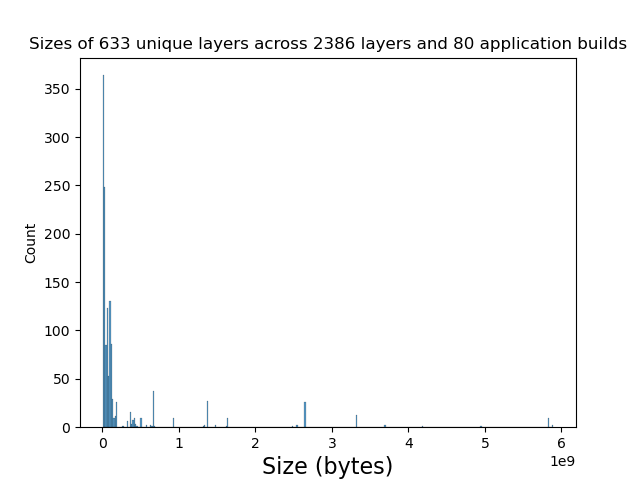 Sizes of 633 unique layers across 2386 layers and 80 application builds
350
300
250
200
150
100
50
0
Count
0 1 2 3 4 5 6
1e9
Size (bytes)